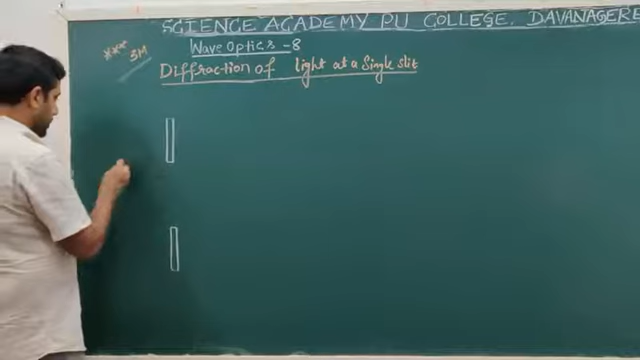 SCIENCE ACADEMY PU COLLEGE, DAVANAGERE
Wave Optics - 8
*** 3M
Diffraction of light at a Single slit